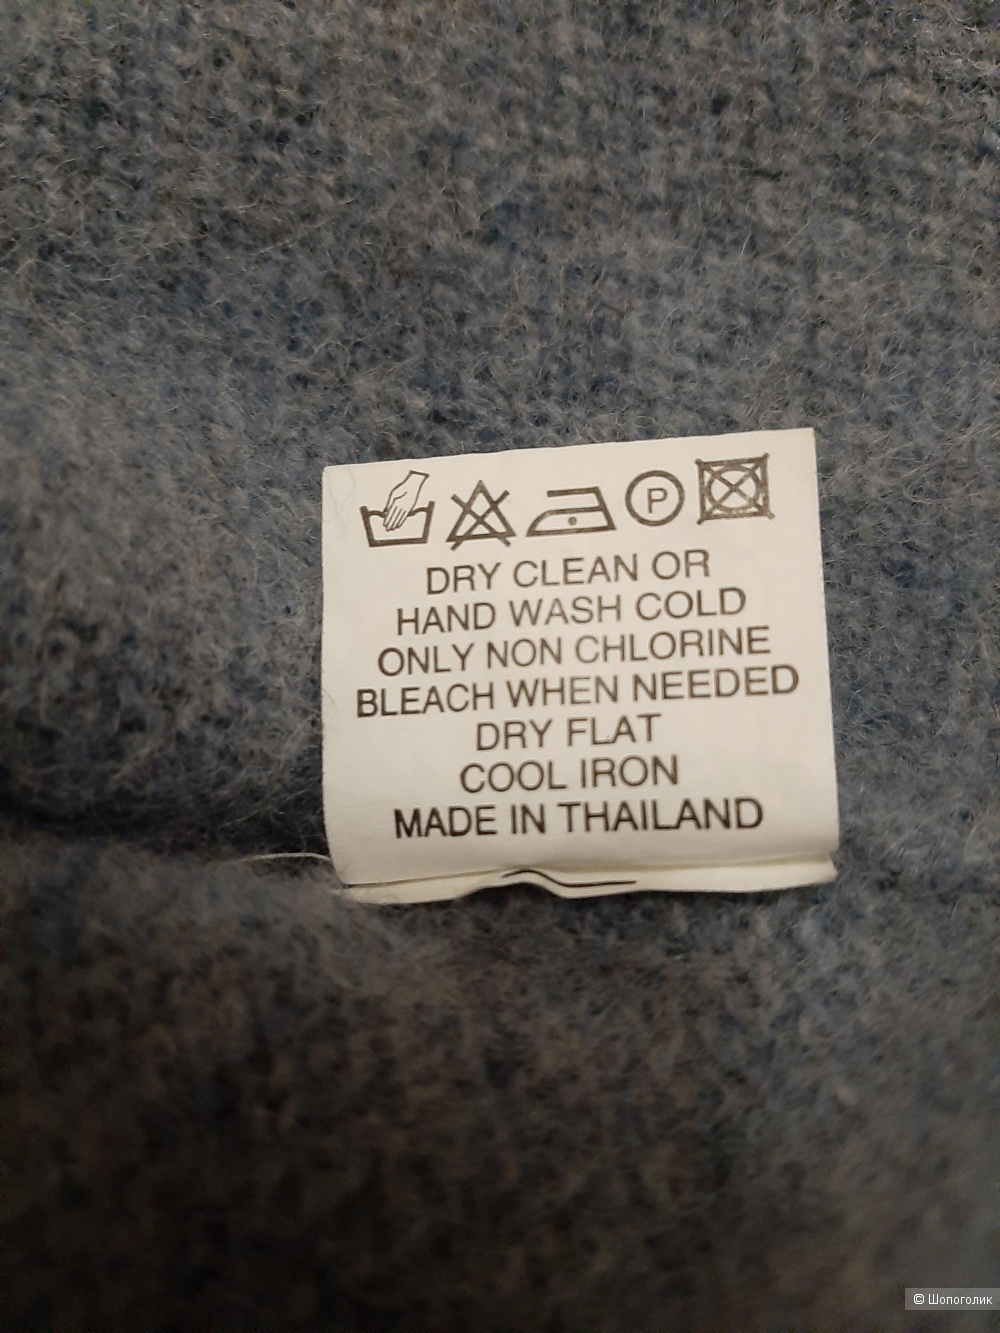 P
DRY CLEAN OR
HAND WASH COLD
ONLY NON CHLORINE
BLEACH WHEN NEEDED
DRY FLAT
COOL IRON
MADE IN THAILAND
© Шопоголик